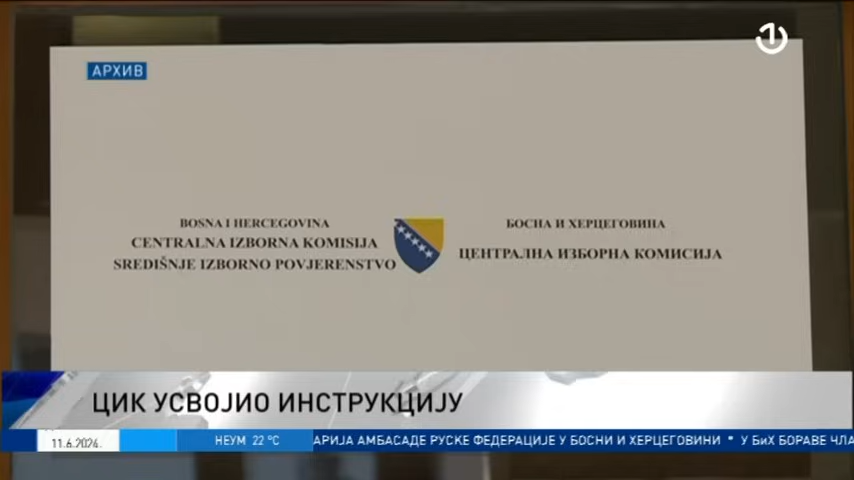 АРХИВ
BOSNA I HERCEGOVINA
CENTRALNA IZBORNA KOMISIJA
SREDIŠNJE IZBORNO POVJERENSTVO
БОСНА И ХЕРЦЕГОВИНА
ЦЕНТРАЛНА ИЗБОРНА КОМИСИЈА
ЦИК УСВОЈИО ИНСТРУКЦИЈУ
11.6.2024. НЕУМ 22 °C АРИЈА АМБАСАДЕ РУСКЕ ФЕДЕРАЦИЈЕ У БОСНИ И ХЕРЦЕГОВИНИ * У БиХ БОРАВЕ ЧЛА